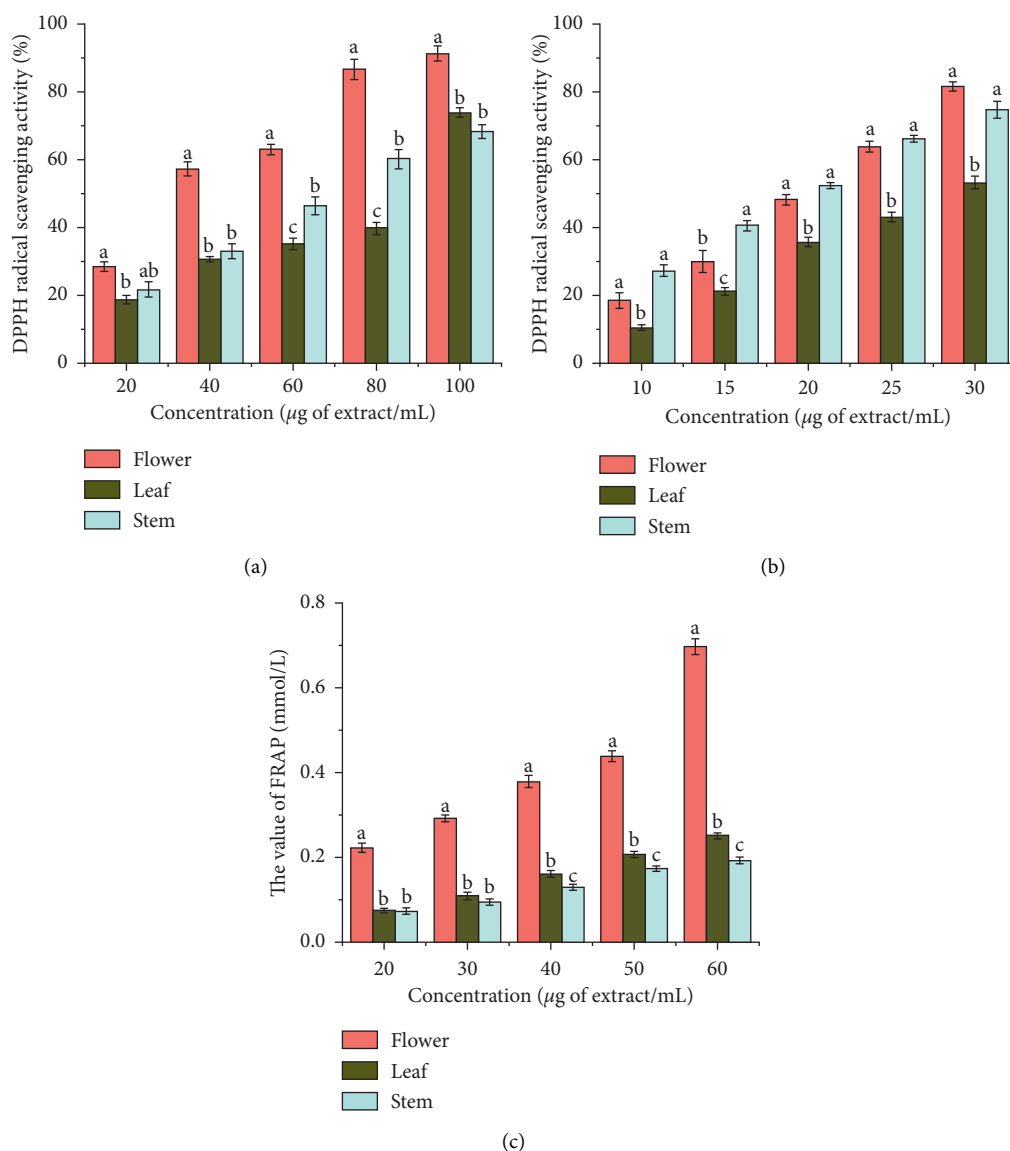 100
80
60
40
20
0
DPPH radical scavenging activity (%)
a
b
ab
a
b
b
a
c
b
a
c
b
a
b
b
20 40 60 80 100
Concentration (μg of extract/mL)
Flower
Leaf
Stem
(a)
100
80
60
40
20
0
DPPH radical scavenging activity (%)
a
b
a
b
c
a
a
b
a
a
b
a
a
b
a
10 15 20 25 30
Concentration (μg of extract/mL)
Flower
Leaf
Stem
(b)
0.8
0.6
0.4
0.2
0.0
The value of FRAP (mmol/L)
a
b
b
a
b
b
a
b
c
a
b
c
a
b
c
20 30 40 50 60
Concentration (μg of extract/mL)
Flower
Leaf
Stem
(c)